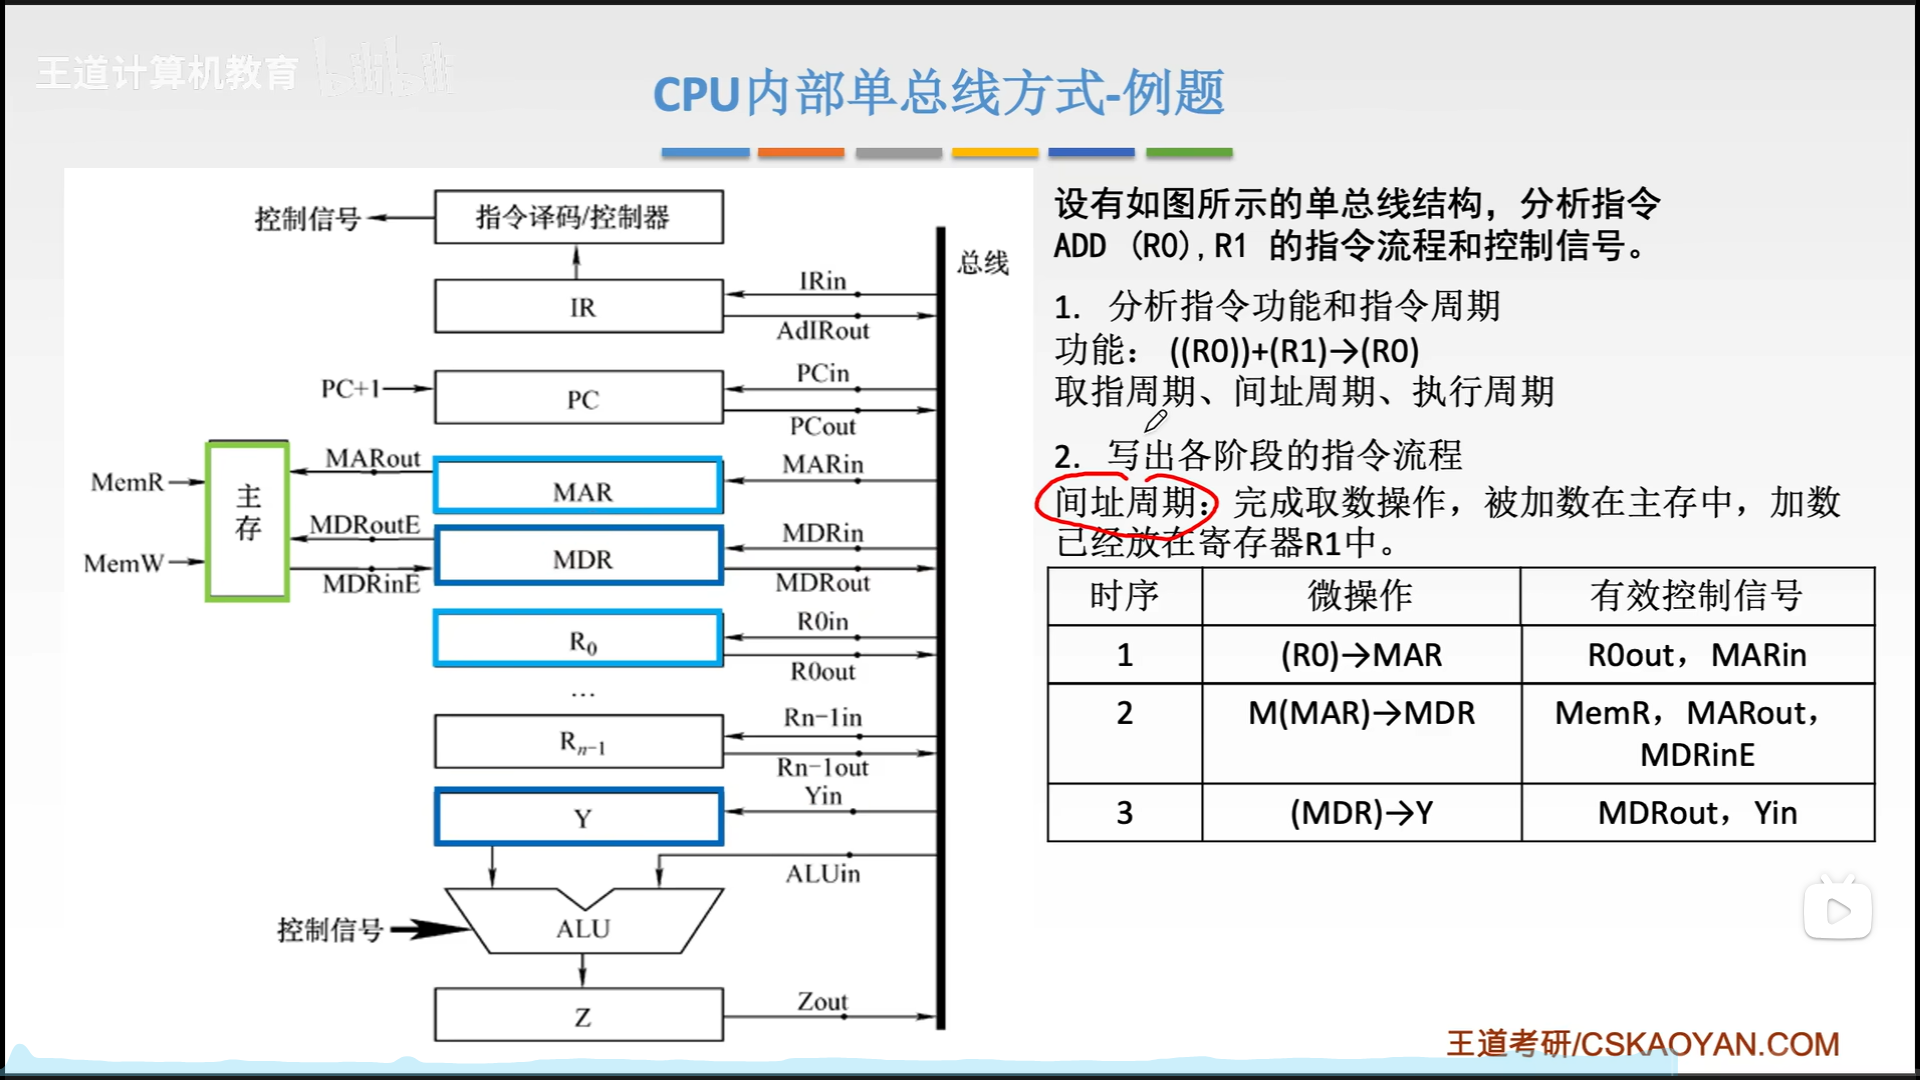 王道计算机教育 bilibili
CPU内部单总线方式-例题
控制信号
指令译码/控制器
总线
IR
IRin
AdIRout
PC+1
PC
PCin
PCout
MemR
MemW
主存
MARout
MAR
MARin
MDRoutE
MDRinE
MDR
MDRin
MDRout
R0
R0in
R0out
...
Rn-1
Rn-1in
Rn-1out
Y
Yin
ALUin
控制信号
ALU
Z
Zout
设有如图所示的单总线结构，分析指令
ADD (R0),R1 的指令流程和控制信号。
1. 分析指令功能和指令周期
功能： ((R0))+(R1)→(R0)
取指周期、间址周期、执行周期
2. 写出各阶段的指令流程
间址周期：完成取数操作，被加数在主存中，加数
已经放在寄存器R1中。
时序 微操作 有效控制信号
1 (R0)→MAR R0out，MARin
2 M(MAR)→MDR MemR，MARout，
MDRinE
3 (MDR)→Y MDRout，Yin
王道考研/CSKAOYAN.COM